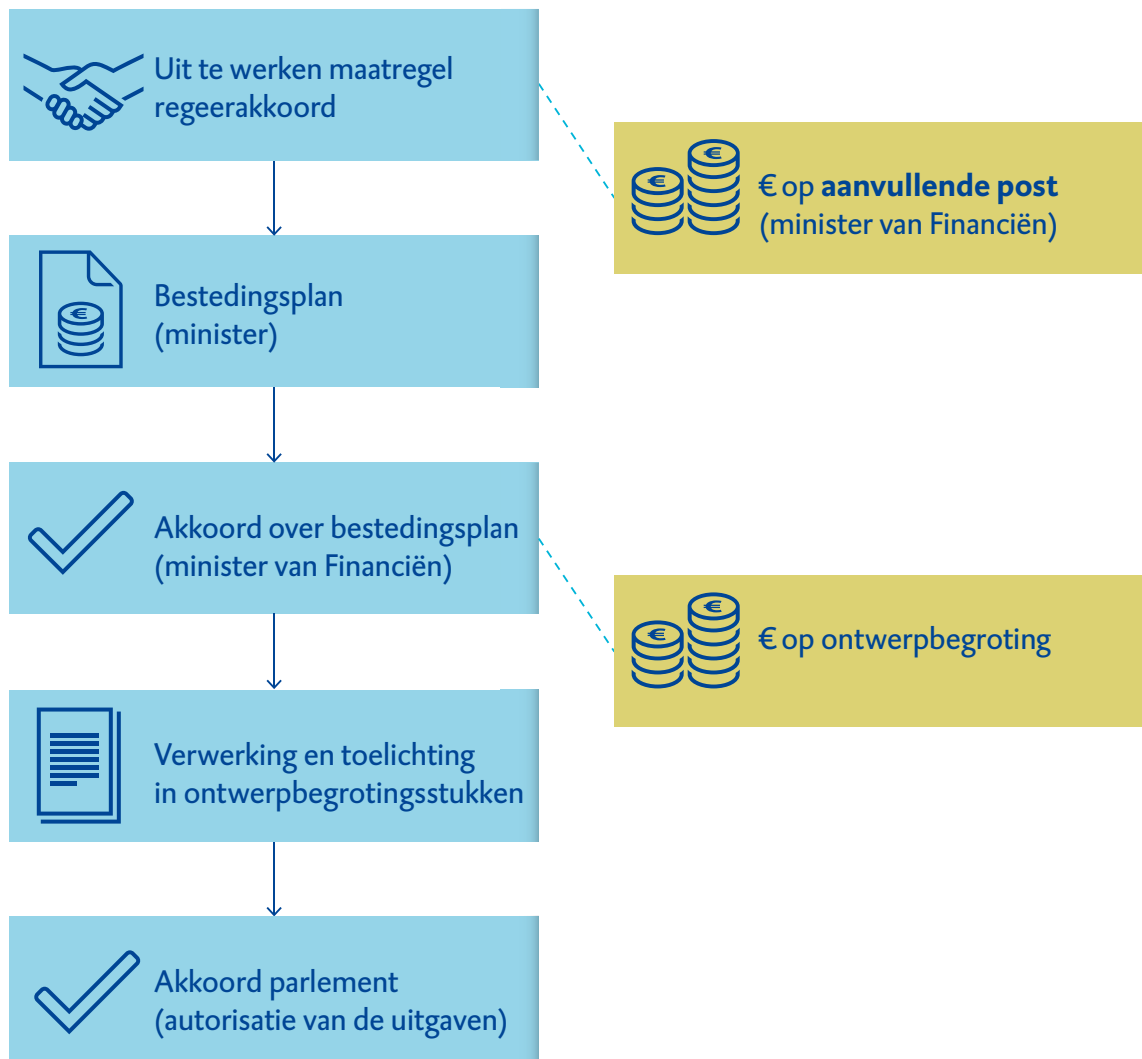 Uit te werken maatregel
regeerakkoord
€ op aanvullende post
(minister van Financiën)
Bestedingsplan
(minister)
Akkoord over bestedingsplan
(minister van Financiën)
€ op ontwerpbegroting
Verwerking en toelichting
in ontwerpbegrotingsstukken
Akkoord parlement
(autorisatie van de uitgaven)